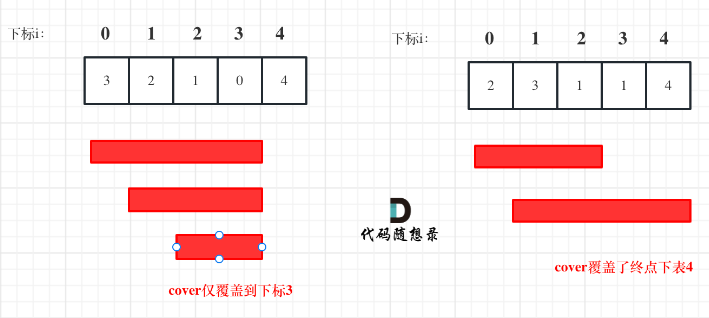 下标i: 0 1 2 3 4
3 2 1 0 4
cover仅覆盖到下标3
下标i: 0 1 2 3 4
2 3 1 1 4
cover覆盖了终点下表4
代码随想录